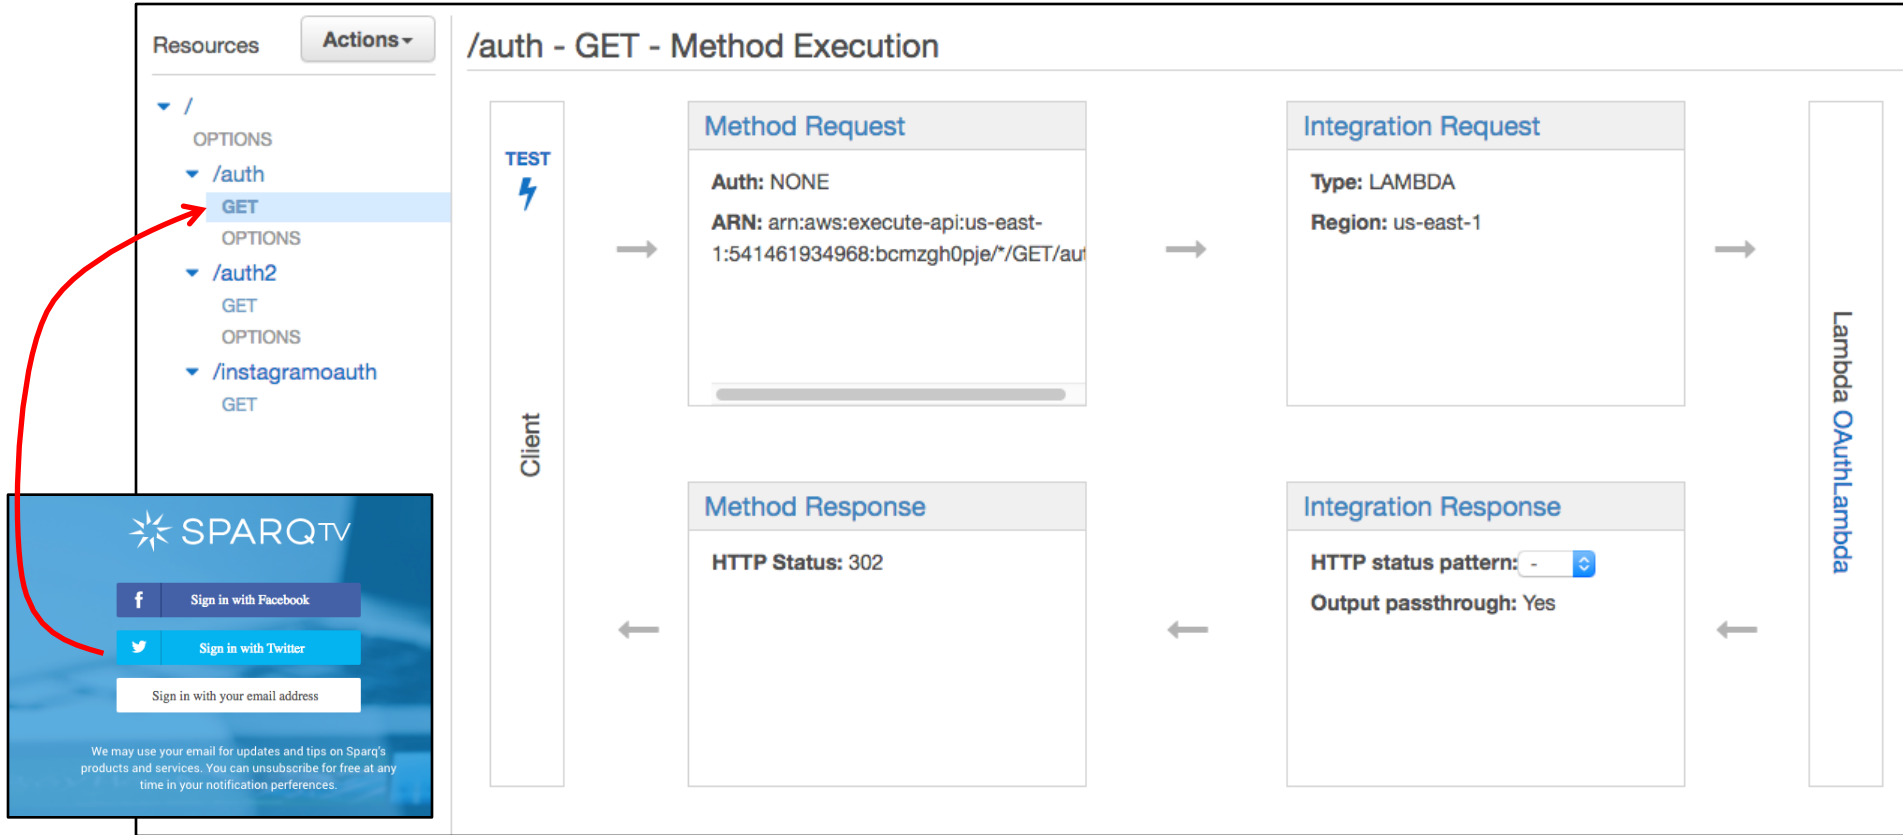 Resources
Actions
/
OPTIONS
/auth
GET
OPTIONS
/auth2
GET
OPTIONS
/instagramoauth
GET
/auth - GET - Method Execution
TEST
Client
Method Request
Auth: NONE
ARN: arn:aws:execute-api:us-east-
1:541461934968:bcmzgh0pje/*/GET/aut
Integration Request
Type: LAMBDA
Region: us-east-1
Lambda OAuthLambda
Method Response
HTTP Status: 302
Integration Response
HTTP status pattern: -
Output passthrough: Yes
SPARQTV
f Sign in with Facebook
Sign in with Twitter
Sign in with your email address
We may use your email for updates and tips on Sparq's
products and services. You can unsubscribe for free at any
time in your notification perferences.